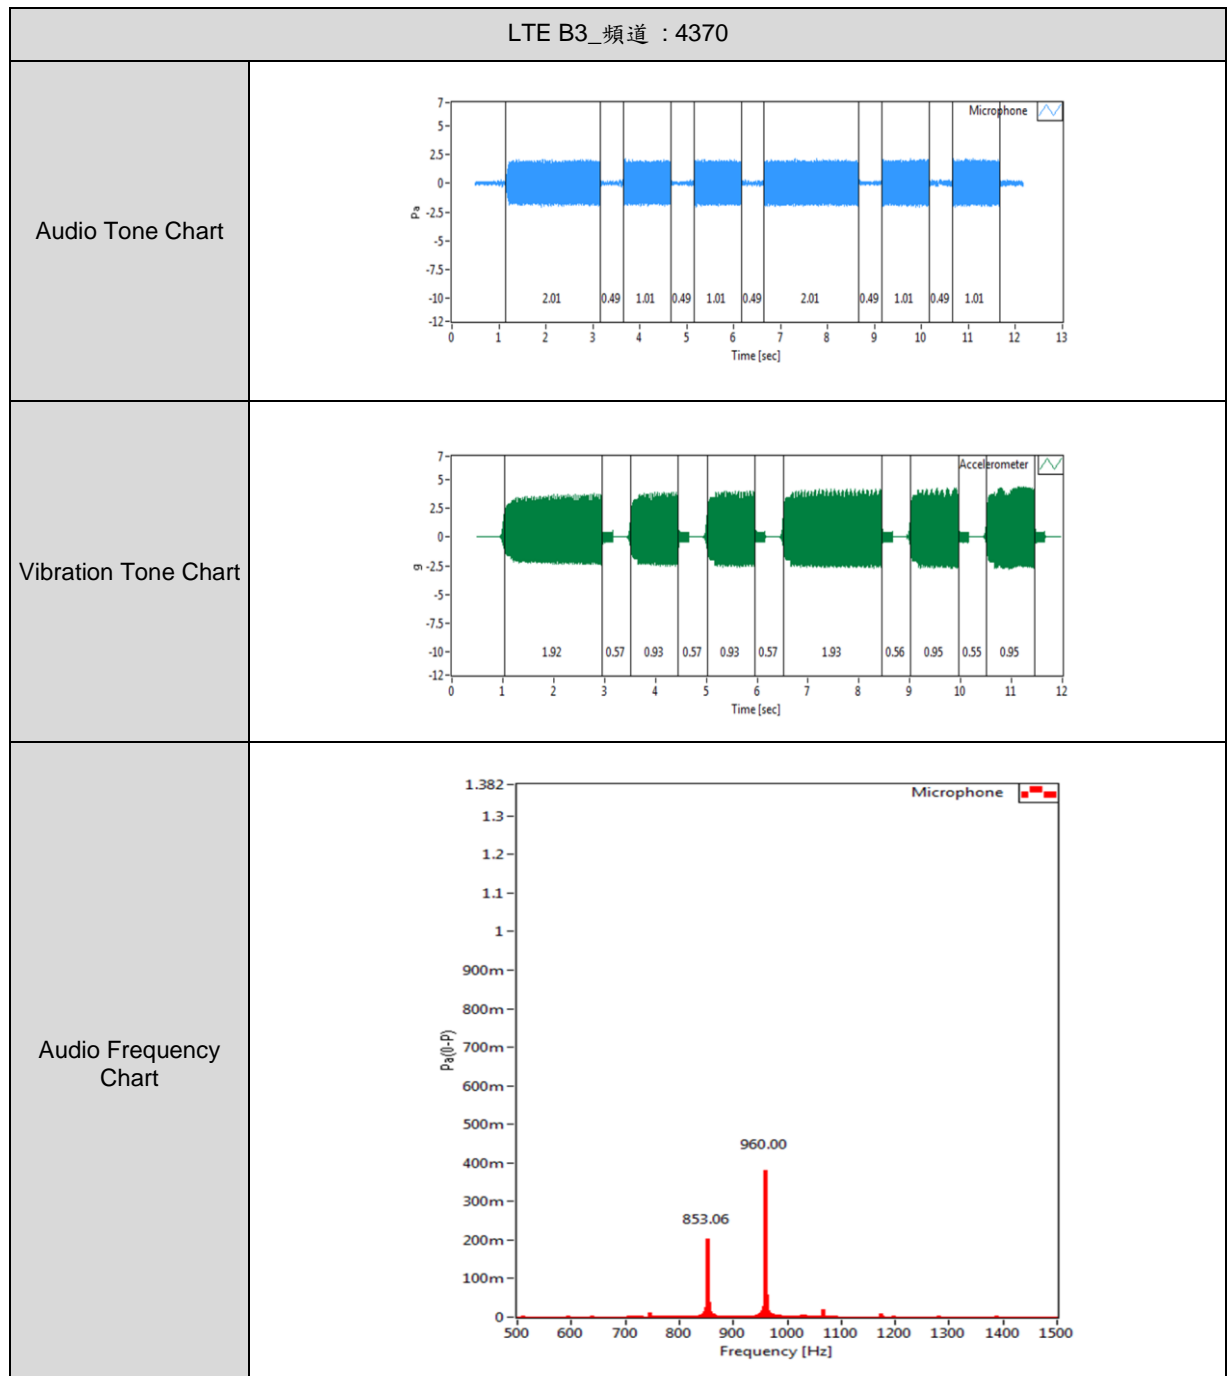 LTE B3_頻道 : 4370
Audio Tone Chart
Microphone
7
5
2.5
0
-2.5
-5
-7.5
-10
-12
Pa
2.01 0.49 1.01 0.49 1.01 0.49 2.01 0.49 1.01 0.49 1.01
0 1 2 3 4 5 6 7 8 9 10 11 12 13
Time [sec]
Vibration Tone Chart
Accelerometer
7
5
2.5
0
-2.5
-5
-7.5
-10
-12
g
1.92 0.57 0.93 0.57 0.93 0.57 1.93 0.56 0.95 0.55 0.95
0 1 2 3 4 5 6 7 8 9 10 11 12
Time [sec]
Audio Frequency
Chart
Microphone
1.382
1.3
1.2
1.1
1
900m
800m
700m
600m
500m
400m
300m
200m
100m
0
Pa(0-P)
960.00
853.06
500 600 700 800 900 1000 1100 1200 1300 1400 1500
Frequency [Hz]